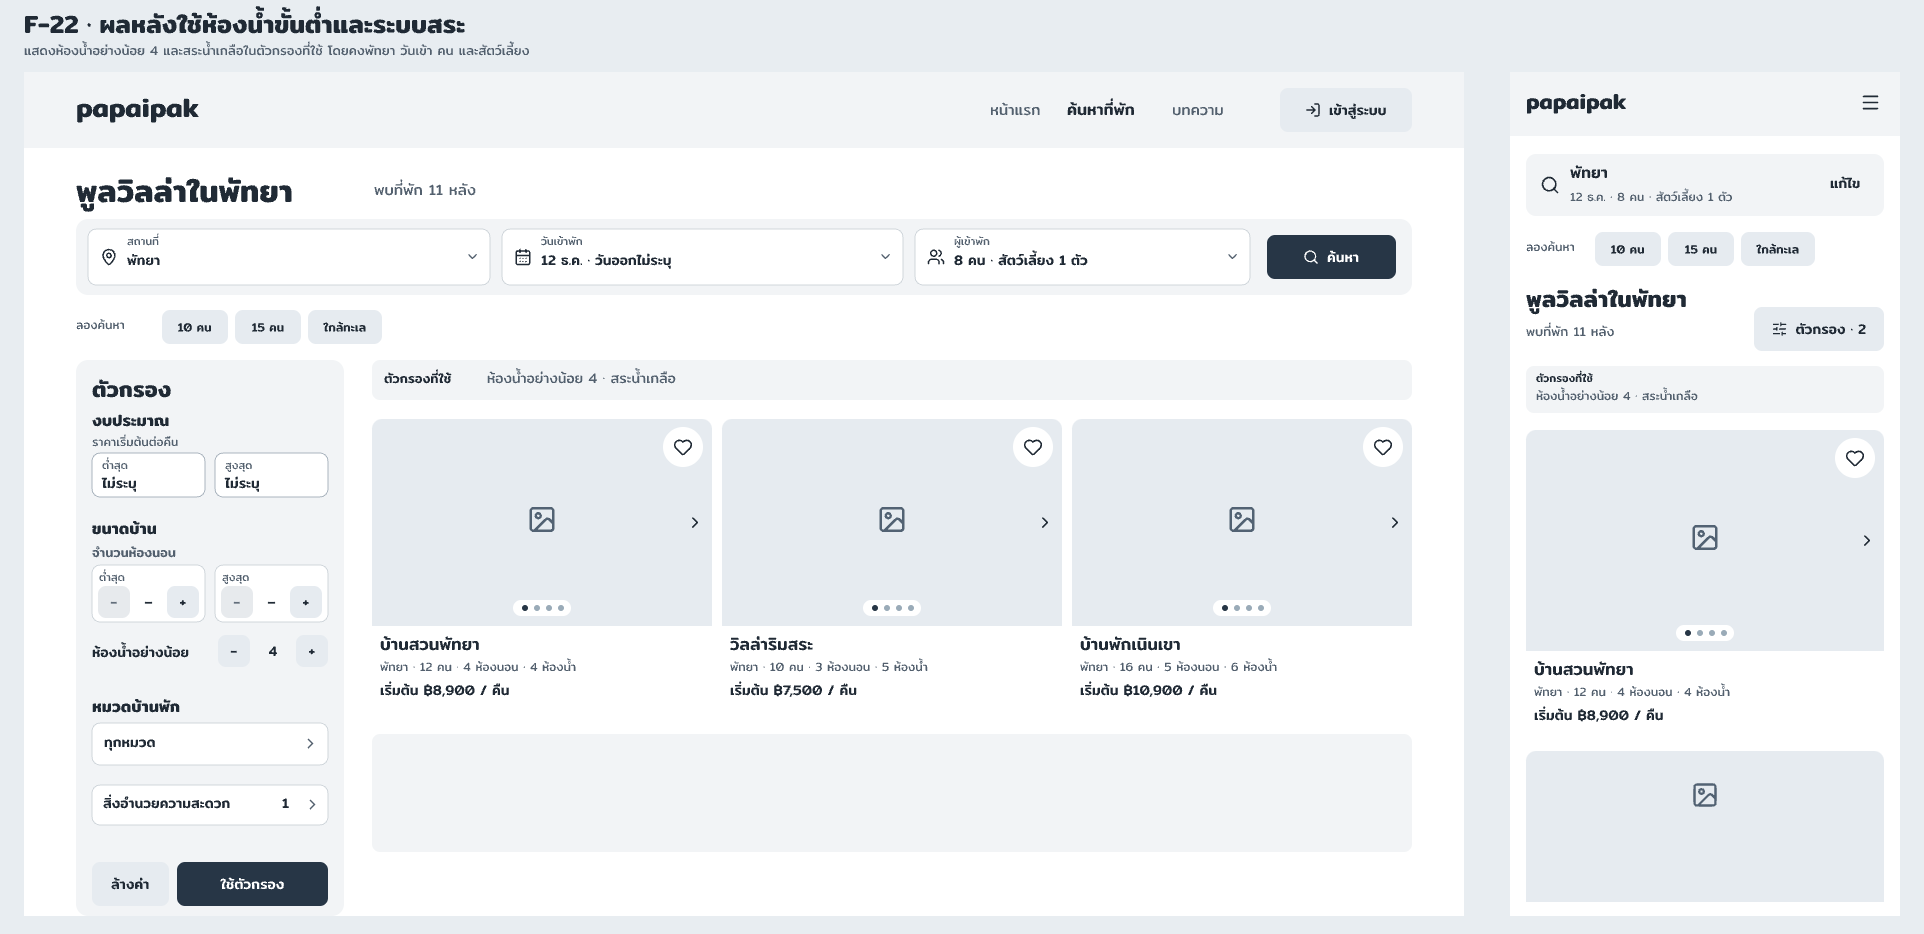 F-22 · ผลหลังใช้ห้องน้ำขั้นต่ำและระบบสระ
แสดงห้องน้ำอย่างน้อย 4 และสระน้ำเกลือในตัวกรองที่ใช้ โดยคงพัทยา วันเข้า คน และสัตว์เลี้ยง
papaipak
หน้าแรก ค้นหาที่พัก บทความ เข้าสู่ระบบ
พูลวิลล่าในพัทยา พบที่พัก 11 หลัง
สถานที่
พัทยา
วันเข้าพัก
12 ธ.ค. · วันออกไม่ระบุ
ผู้เข้าพัก
8 คน · สัตว์เลี้ยง 1 ตัว
ค้นหา
ลองค้นหา 10 คน 15 คน ใกล้ทะเล
ตัวกรอง
งบประมาณ
ราคาเริ่มต้นต่อคืน
ต่ำสุด
ไม่ระบุ
สูงสุด
ไม่ระบุ
ขนาดบ้าน
จำนวนห้องนอน
ต่ำสุด
- – +
สูงสุด
- – +
ห้องน้ำอย่างน้อย - 4 +
หมวดบ้านพัก
ทุกหมวด
สิ่งอำนวยความสะดวก 1
ล้างค่า ใช้ตัวกรอง
ตัวกรองที่ใช้ ห้องน้ำอย่างน้อย 4 · สระน้ำเกลือ
บ้านสวนพัทยา
พัทยา · 12 คน · 4 ห้องนอน · 4 ห้องน้ำ
เริ่มต้น ฿8,900 / คืน
วิลล่าริมสระ
พัทยา · 10 คน · 3 ห้องนอน · 5 ห้องน้ำ
เริ่มต้น ฿7,500 / คืน
บ้านพักเนินเขา
พัทยา · 16 คน · 5 ห้องนอน · 6 ห้องน้ำ
เริ่มต้น ฿10,900 / คืน
papaipak
พัทยา
12 ธ.ค. · 8 คน · สัตว์เลี้ยง 1 ตัว
แก้ไข
ลองค้นหา 10 คน 15 คน ใกล้ทะเล
พูลวิลล่าในพัทยา
พบที่พัก 11 หลัง
ตัวกรอง · 2
ตัวกรองที่ใช้
ห้องน้ำอย่างน้อย 4 · สระน้ำเกลือ
บ้านสวนพัทยา
พัทยา · 12 คน · 4 ห้องนอน · 4 ห้องน้ำ
เริ่มต้น ฿8,900 / คืน